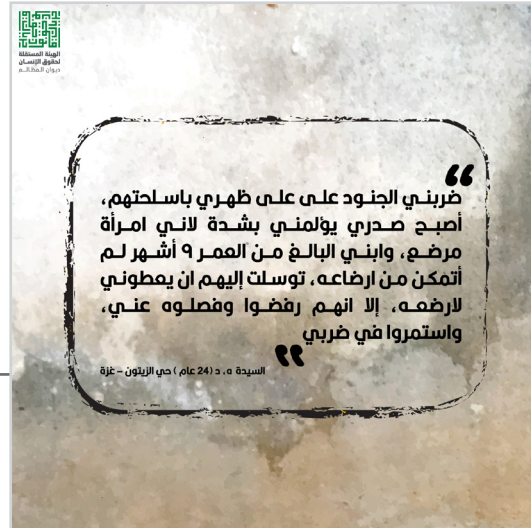 الهيئة المستقلة
لحقوق الإنسان
ديوان المظالم
❝
ضربني الجنود على على ظهري باسلحتهم،
أصبح صدري يؤلمني بشدة لاني امرأة
مرضع، وابني البالغ من العمر ٩ أشهر لم
أتمكن من ارضاعه، توسلت إليهم ان يعطوني
لارضعه، إلا انهم رفضوا وفصلوه عني،
واستمروا في ضربي
❞
السيدة ه. د (24 عام ) حي الزيتون – غزة